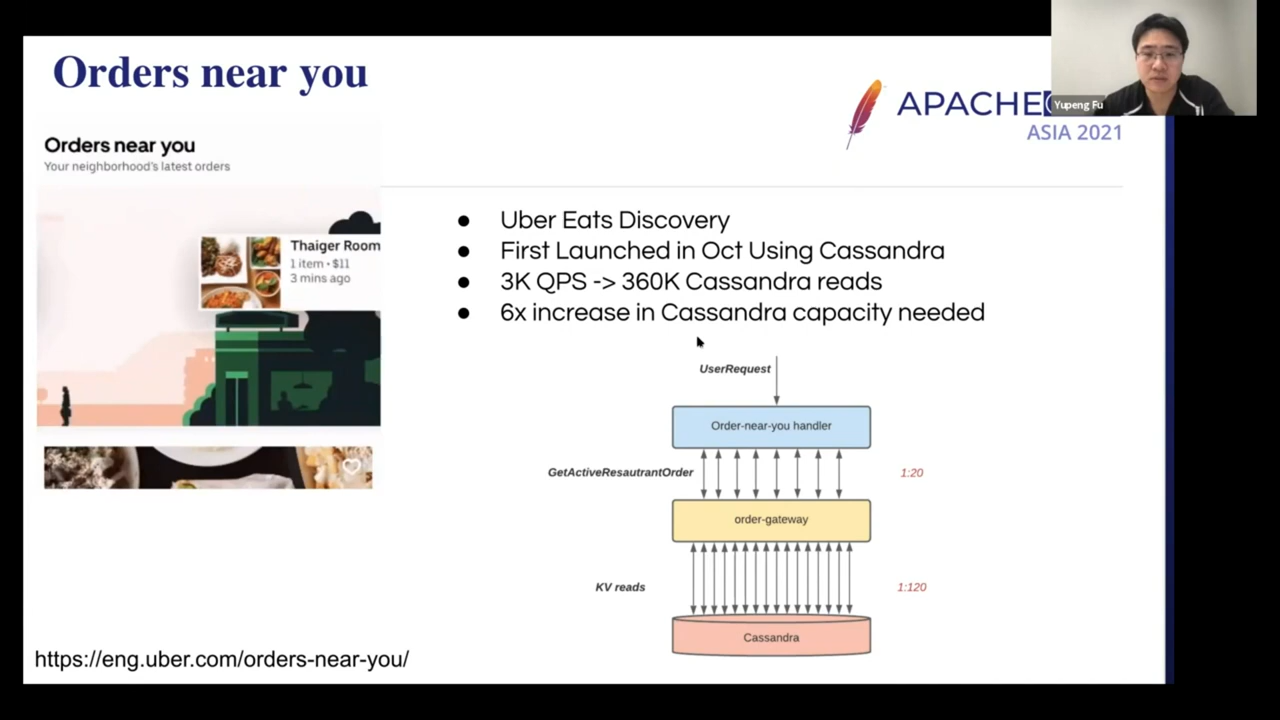 Orders near you
APACHE
ASIA 2021
Yupeng Fu
Orders near you
Your neighborhood's latest orders
Thaiger Room
1 item • $11
3 mins ago
● Uber Eats Discovery
● First Launched in Oct Using Cassandra
● 3K QPS -> 360K Cassandra reads
● 6x increase in Cassandra capacity needed
UserRequest
Order-near-you handler
GetActiveResautrantOrder
1:20
order-gateway
KV reads
1:120
Cassandra
https://eng.uber.com/orders-near-you/